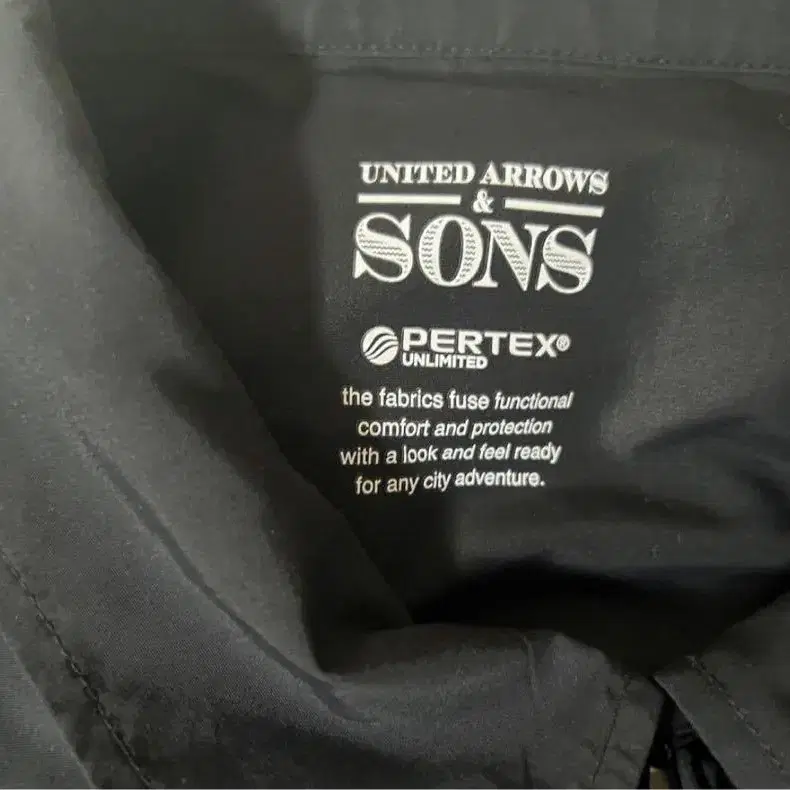 UNITED ARROWS
&
SONS
PERTEX®
UNLIMITED
the fabrics fuse functional
comfort and protection
with a look and feel ready
for any city adventure.